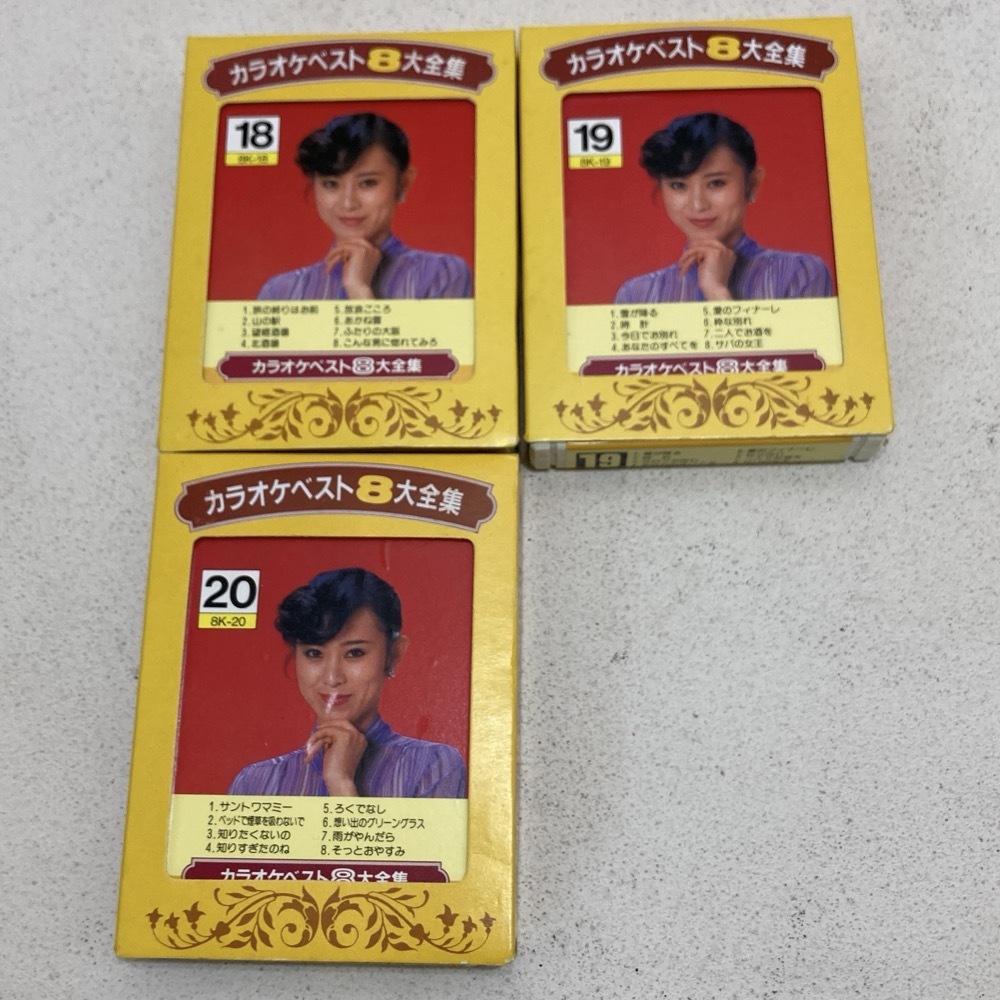 カラオケベスト8大全集
18
8K-18
1.旅の終りはお前
2.山の駅
3.望郷酒場
4.北酒場
5.旅路ごころ
6.あかね雲
7.ふたりの大阪
8.こんな男に惚れてみろ
カラオケベスト8大全集
カラオケベスト8大全集
19
8K-19
1.雪が降る
2.時 計
3.今日でお別れ
4.あなたのすべてを
5.愛のフィナーレ
6.粋な別れ
7.二人でお酒を
8.サバの女王
カラオケベスト8大全集
19
カラオケベスト8大全集
20
8K-20
1.サントワマミー
2.ベッドで煙草を吸わないで
3.知りたくないの
4.知りすぎたのね
5.ろくでなし
6.想い出のグリーングラス
7.雨がやんだら
8.そっとおやすみ
カラオケベスト8大全集